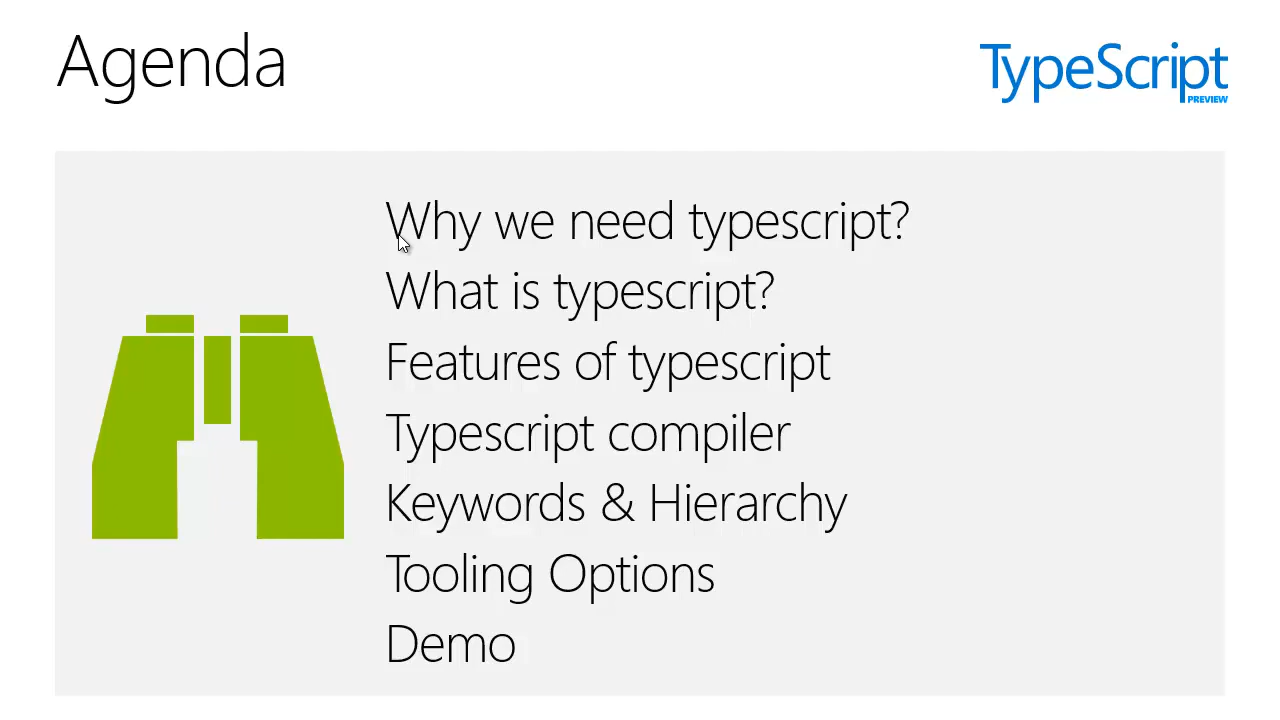 Agenda
TypeScript
PREVIEW
Why we need typescript?
What is typescript?
Features of typescript
Typescript compiler
Keywords & Hierarchy
Tooling Options
Demo